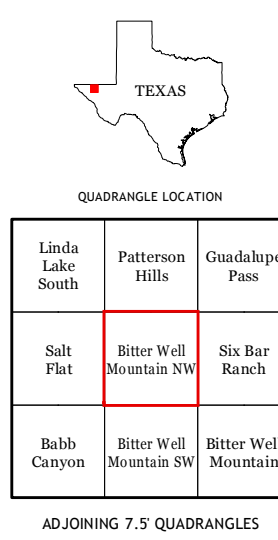 TEXAS
QUADRANGLE LOCATION
Linda
Lake
South
Patterson
Hills
Guadalupe
Pass
Salt
Flat
Bitter Well
Mountain NW
Six Bar
Ranch
Babb
Canyon
Bitter Well
Mountain SW
Bitter Wel
Mountain
ADJOINING 7.5' QUADRANGLES